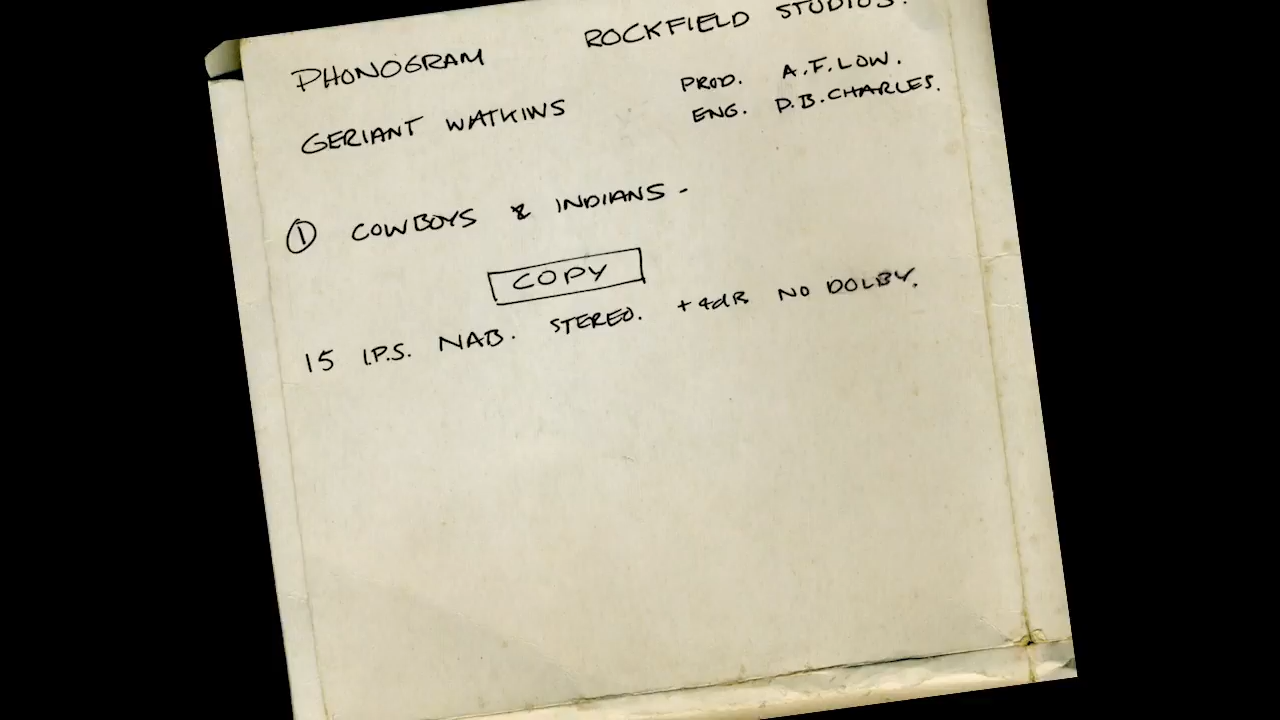 PHONOGRAM ROCKFIELD STUDIOS.
GERIANT WATKINS PROD. A.F.LOW.
ENG. D.B.CHARLES.
① COWBOYS & INDIANS -
COPY
15 I.P.S. NAB. STEREO. +4dB NO DOLBY.